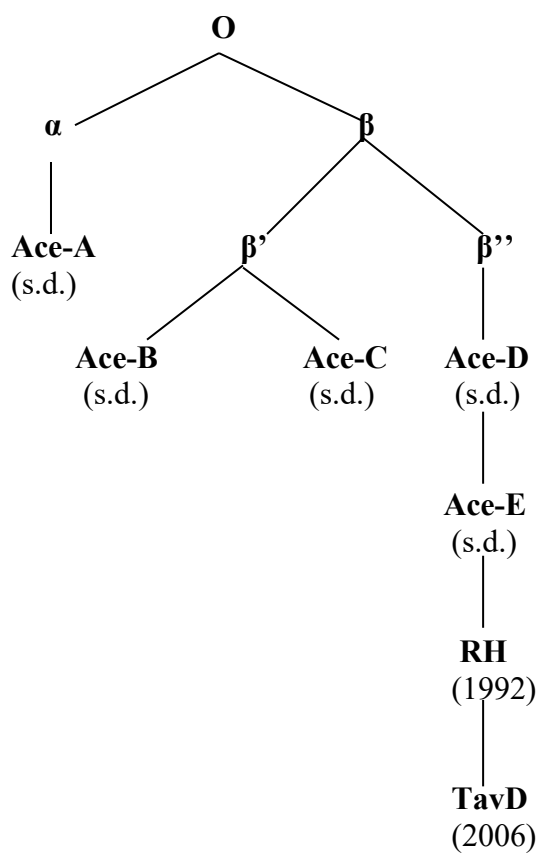 O
α β
Ace-A β’ β’’
(s.d.)
Ace-B Ace-C Ace-D
(s.d.) (s.d.) (s.d.)
Ace-E
(s.d.)
RH
(1992)
TavD
(2006)